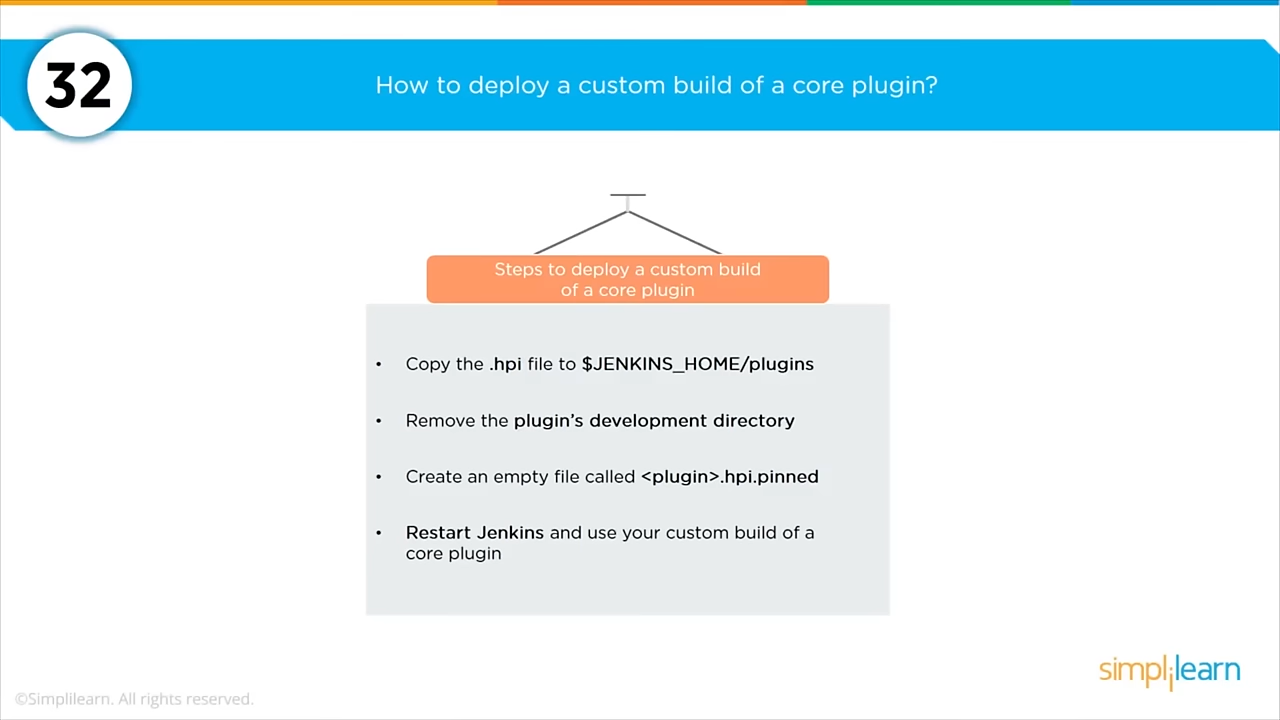 32
How to deploy a custom build of a core plugin?
Steps to deploy a custom build
of a core plugin
• Copy the .hpi file to $JENKINS_HOME/plugins
• Remove the plugin’s development directory
• Create an empty file called <plugin>.hpi.pinned
• Restart Jenkins and use your custom build of a
core plugin
simplilearn
©Simplilearn. All rights reserved.